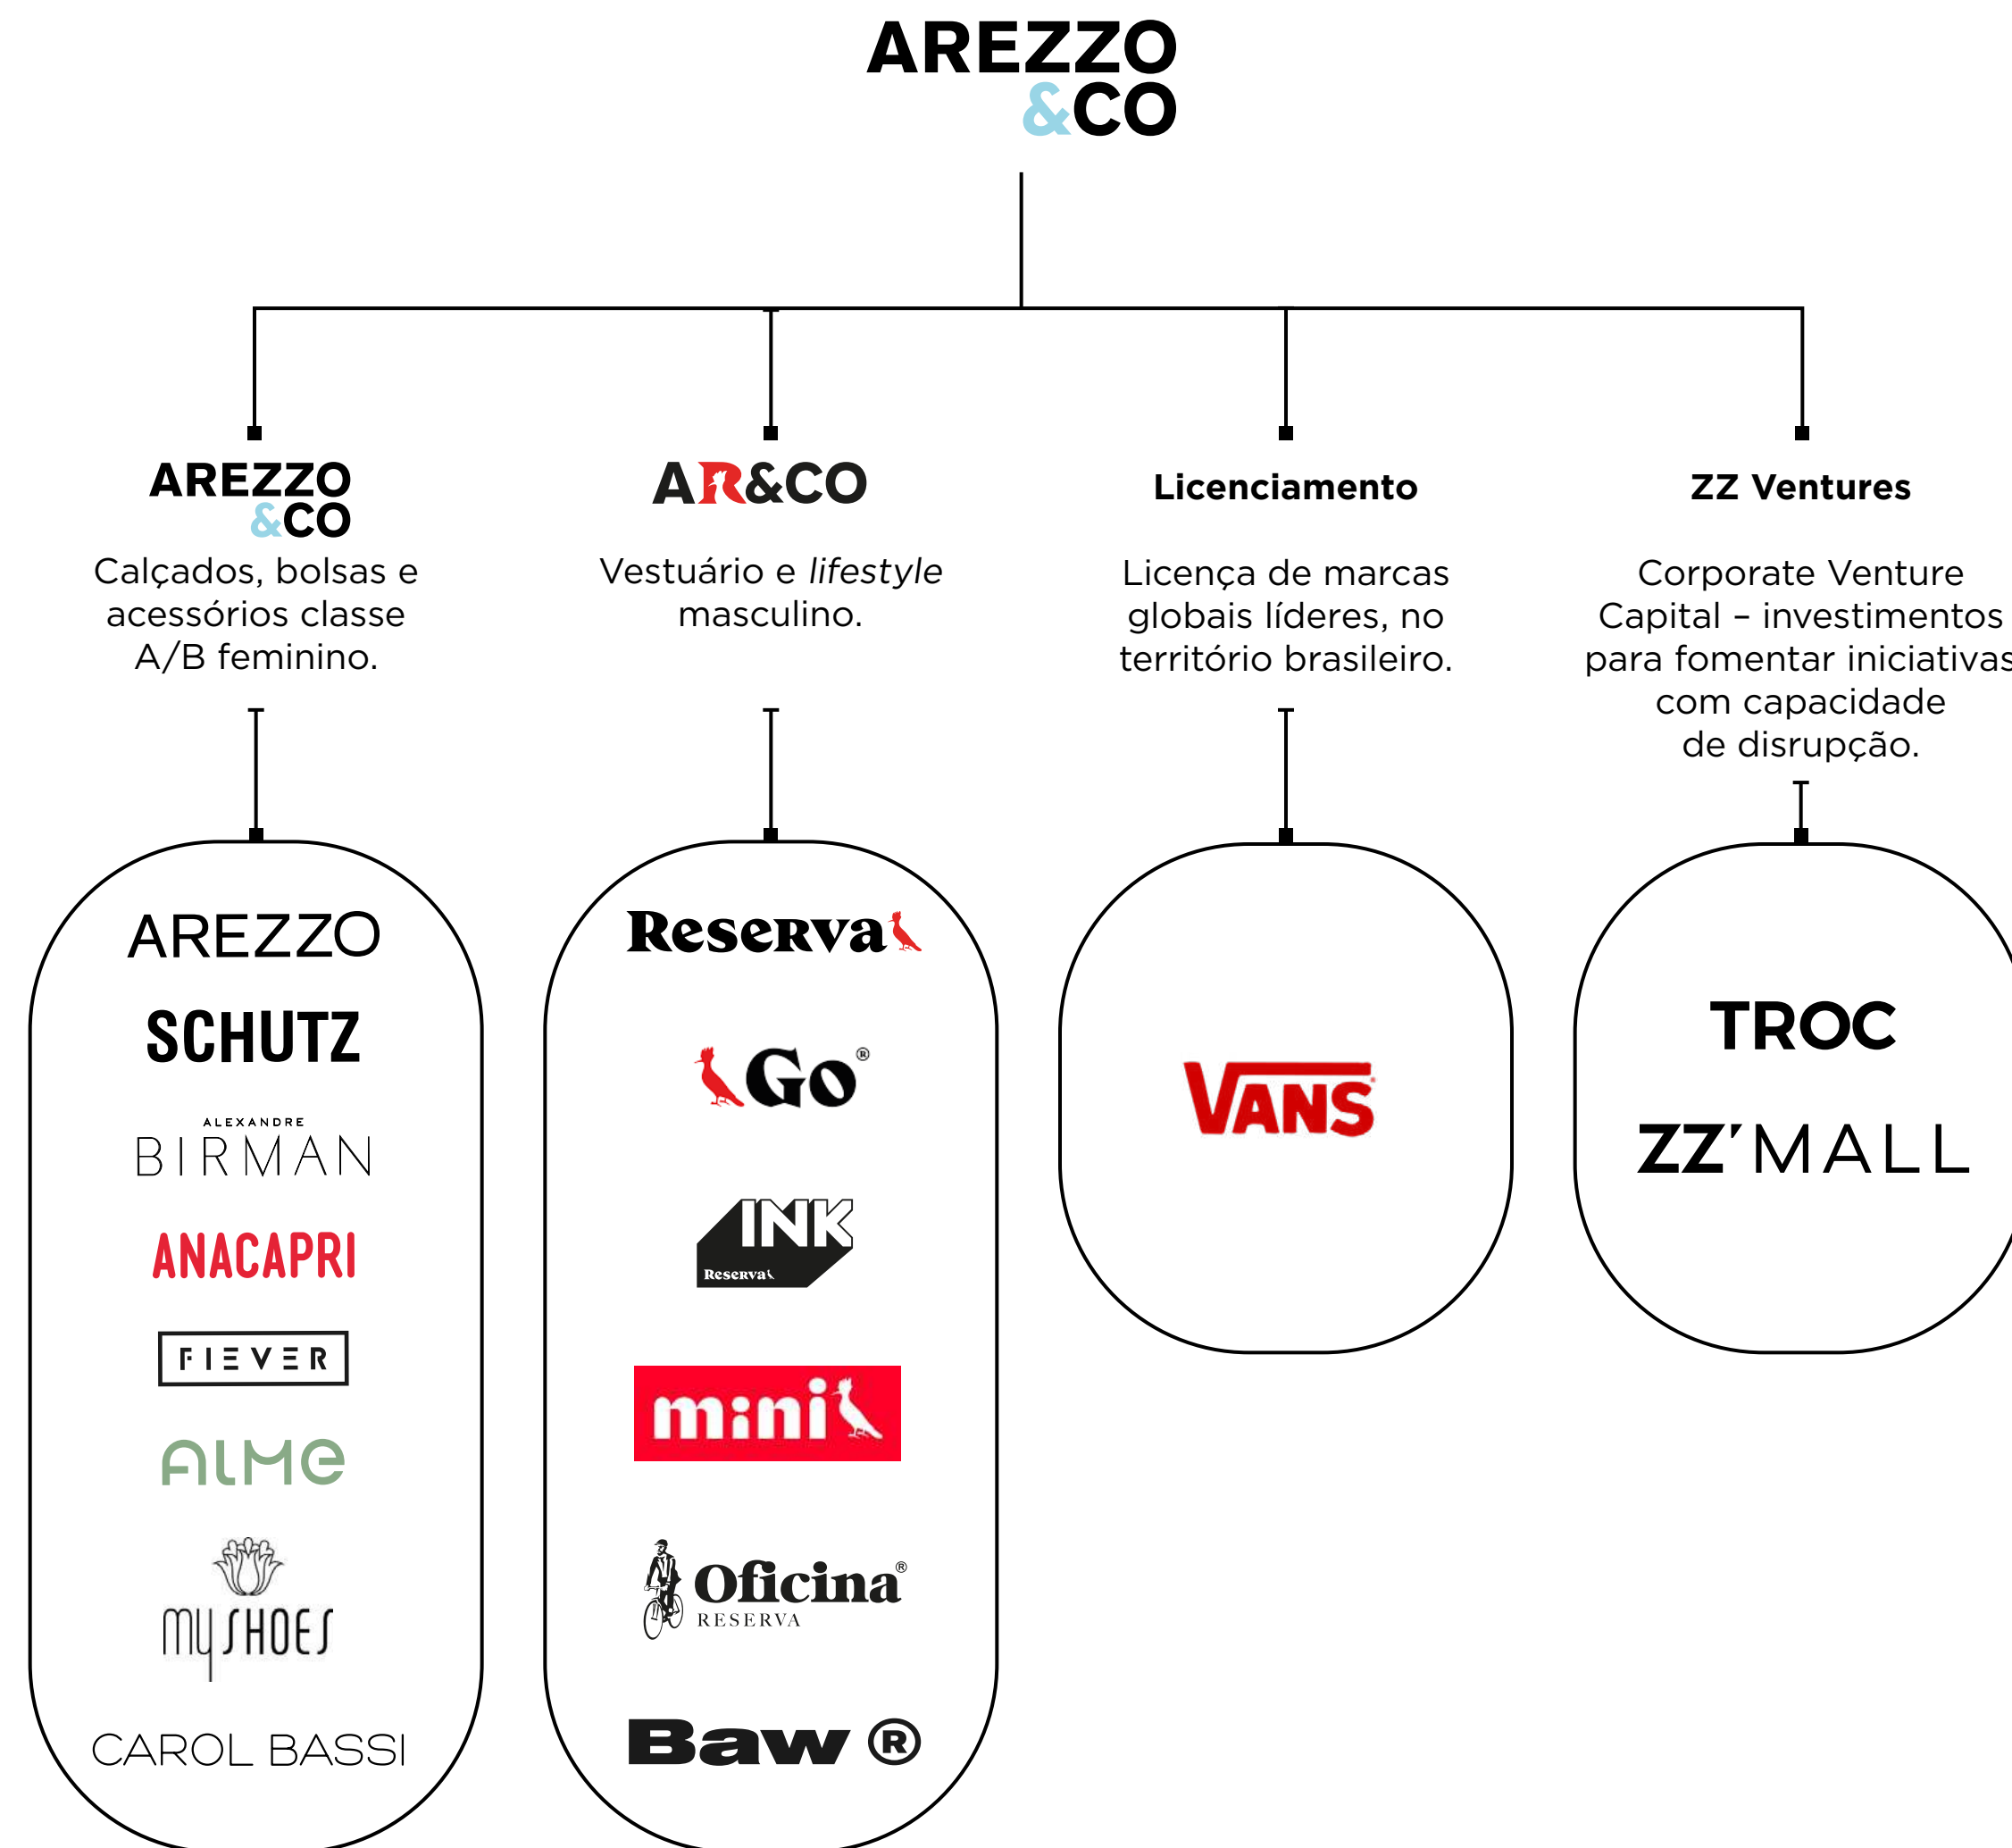 AREZZO
&CO
AREZZO
&CO
Calçados, bolsas e
acessórios classe
A/B feminino.
AR&CO
Vestuário e lifestyle
masculino.
Licenciamento
Licença de marcas
globais líderes, no
território brasileiro.
ZZ Ventures
Corporate Venture
Capital – investimentos
para fomentar iniciativas
com capacidade
de disrupção.
AREZZO
SCHUTZ
ALEXANDRE
BIRMAN
ANACAPRI
FIEVER
ALME
my SHOES
CAROL BASSI
Reserva
Go®
INK
Reserva
mini
Oficina®
RESERVA
Baw ®
VANS
TROC
ZZ'MALL